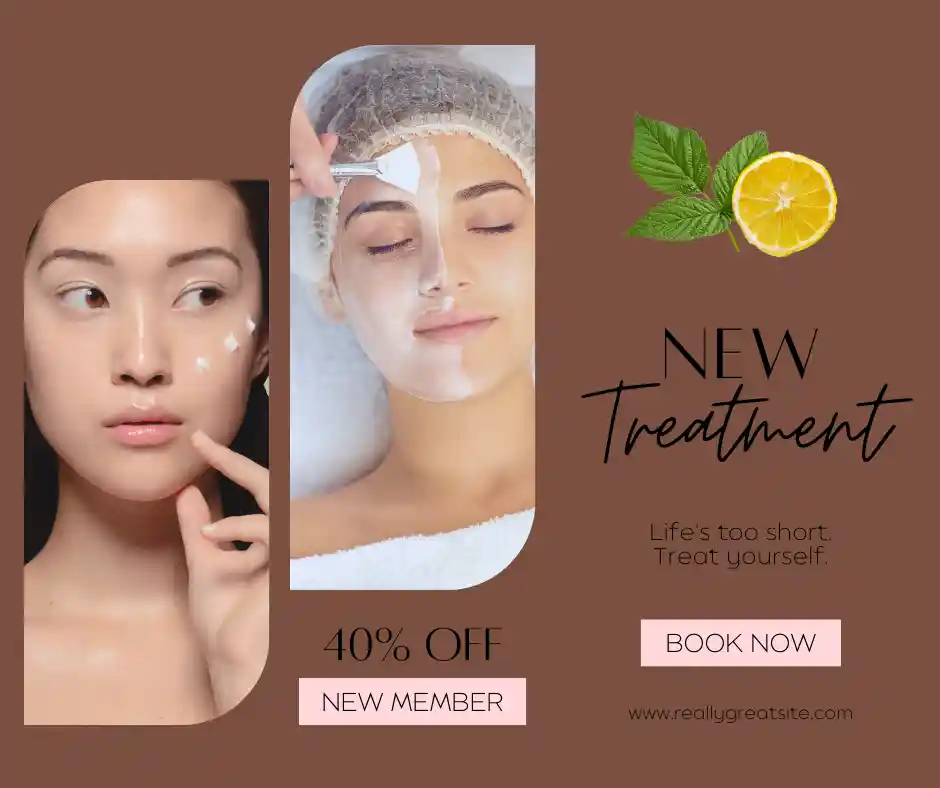 NEW
Treatment
Life's too short.
Treat yourself.
40% OFF
NEW MEMBER
BOOK NOW
www.reallygreatsite.com